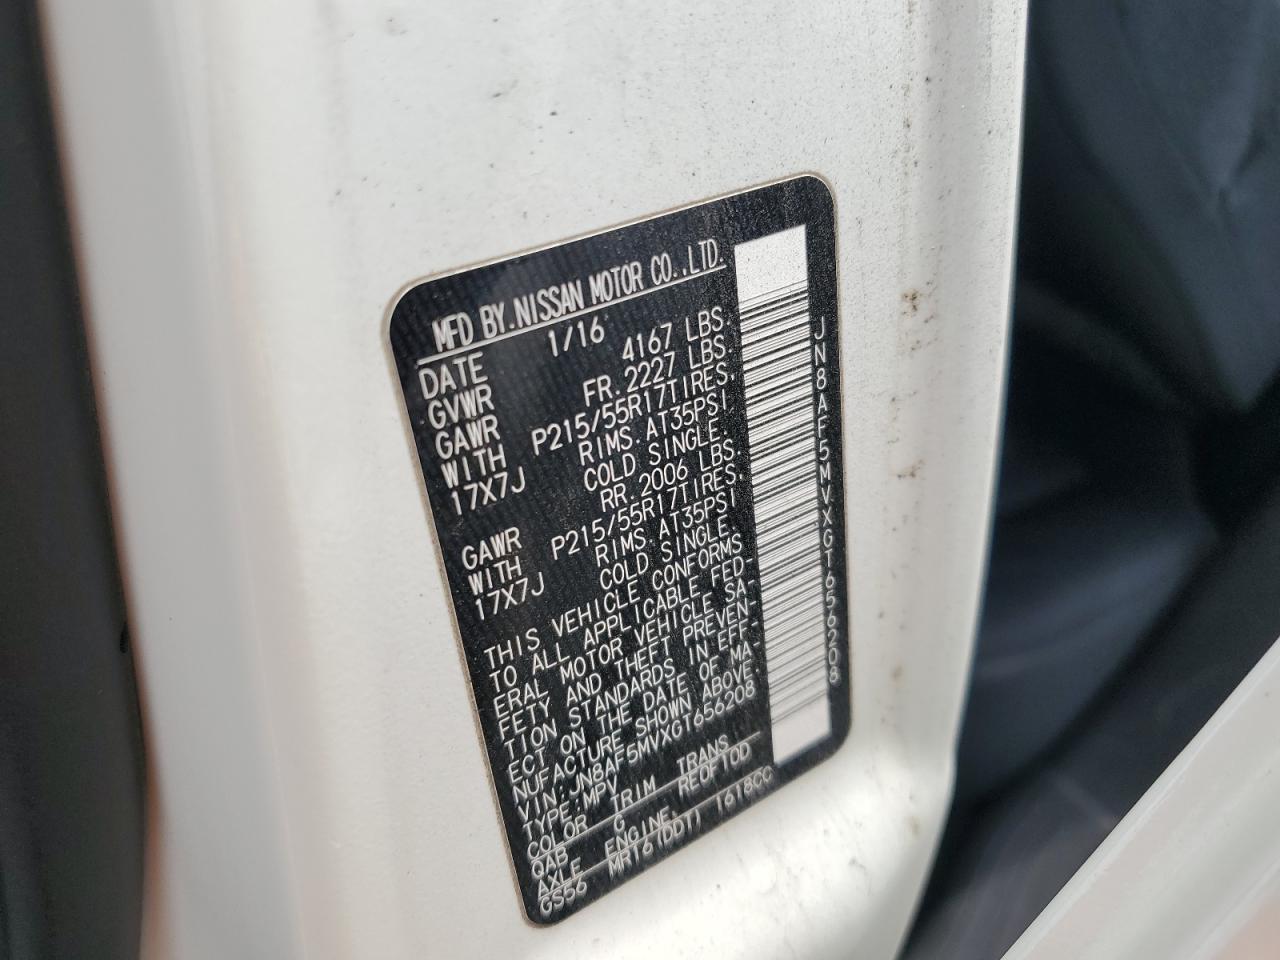 MFD BY.NISSAN MOTOR CO.,LTD.
DATE 1/16
GVWR 4167 LBS.
GAWR FR.2227 LBS.
WITH P215/55R17TIRES.
17X7J RIMS.AT35PSI
COLD SINGLE.
RR.2006 LBS.
GAWR P215/55R17TIRES.
WITH RIMS AT35PSI
17X7J COLD SINGLE.
THIS VEHICLE CONFORMS
TO ALL APPLICABLE FED-
ERAL MOTOR VEHICLE SA-
FETY AND THEFT PREVEN-
TION STANDARDS IN EFF-
ECT ON THE DATE OF MA-
NUFACTURE SHOWN ABOVE.
VIN:JN8AF5MVXGT656208
TYPE:MPV
COLOR TRIM TRANS
QAB G RE0F10D
AXLE ENGINE.
GS56 MR16(DDT) 1618CC
JN8AF5MVXGT656208